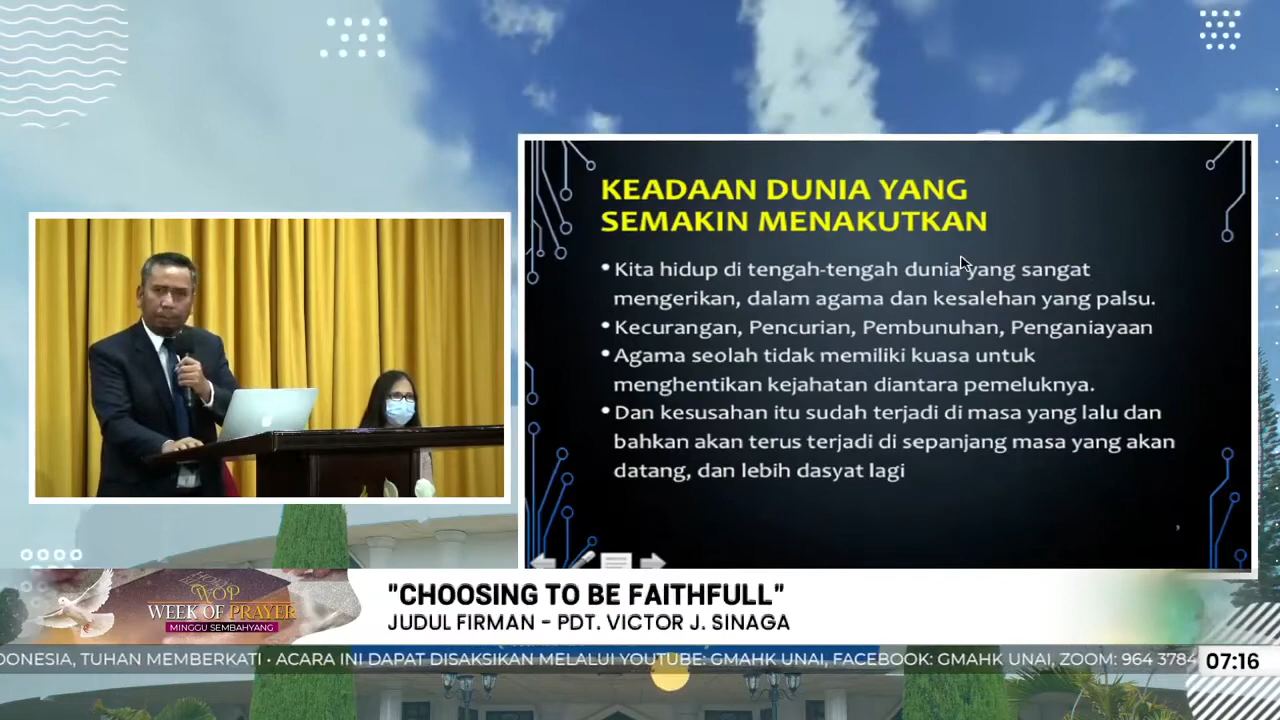 KEADAAN DUNIA YANG
SEMAKIN MENAKUTKAN
•Kita hidup di tengah-tengah dunia yang sangat
mengerikan, dalam agama dan kesalehan yang palsu.
•Kecurangan, Pencurian, Pembunuhan, Penganiayaan
•Agama seolah tidak memiliki kuasa untuk
menghentikan kejahatan diantara pemeluknya.
•Dan kesusahan itu sudah terjadi di masa yang lalu dan
bahkan akan terus terjadi di sepanjang masa yang akan
datang, dan lebih dasyat lagi
WOP
WEEK OF PRAYER
MINGGU SEMBAHYANG
"CHOOSING TO BE FAITHFULL"
JUDUL FIRMAN - PDT. VICTOR J. SINAGA
DONESIA, TUHAN MEMBERKATI • ACARA INI DAPAT DISAKSIKAN MELALUI YOUTUBE: GMAHK UNAI, FACEBOOK: GMAHK UNAI, ZOOM: 964 3784
07:16